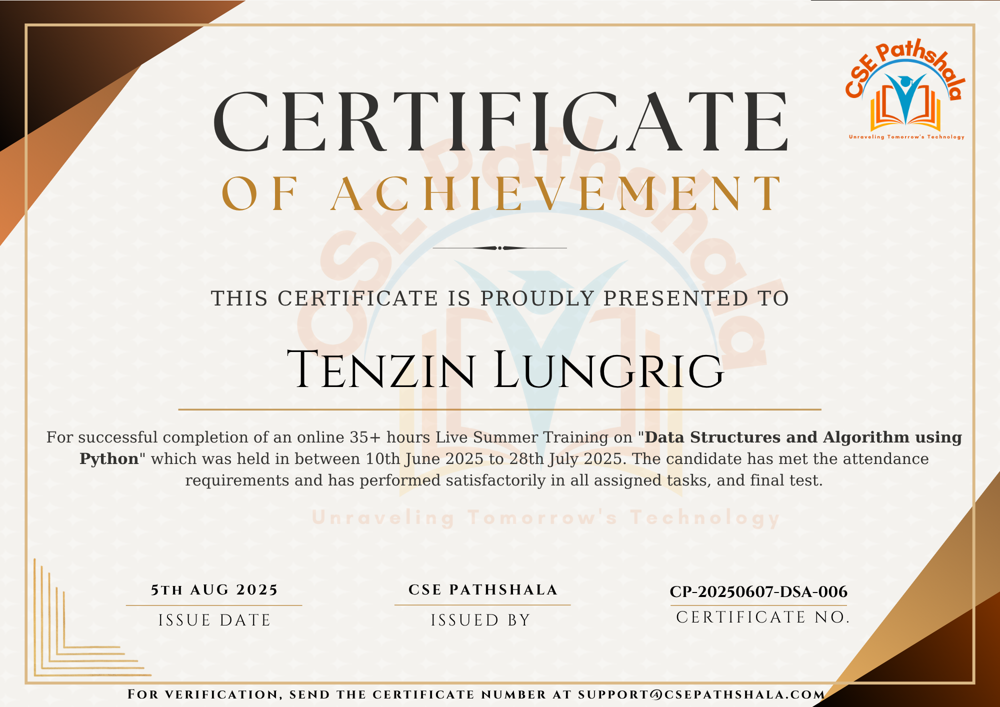 CSE Pathshala
Unraveling Tomorrow's Technology
CERTIFICATE
OF ACHIEVEMENT
CSE Pathshala
THIS CERTIFICATE IS PROUDLY PRESENTED TO
Tenzin Lungrig
For successful completion of an online 35+ hours Live Summer Training on "Data Structures and Algorithm using
Python" which was held in between 10th June 2025 to 28th July 2025. The candidate has met the attendance
requirements and has performed satisfactorily in all assigned tasks, and final test.
Unraveling Tomorrow's Technology
5TH AUG 2025
ISSUE DATE
CSE PATHSHALA
ISSUED BY
CP-20250607-DSA-006
CERTIFICATE NO.
For verification, send the certificate number at support@csepathshala.com